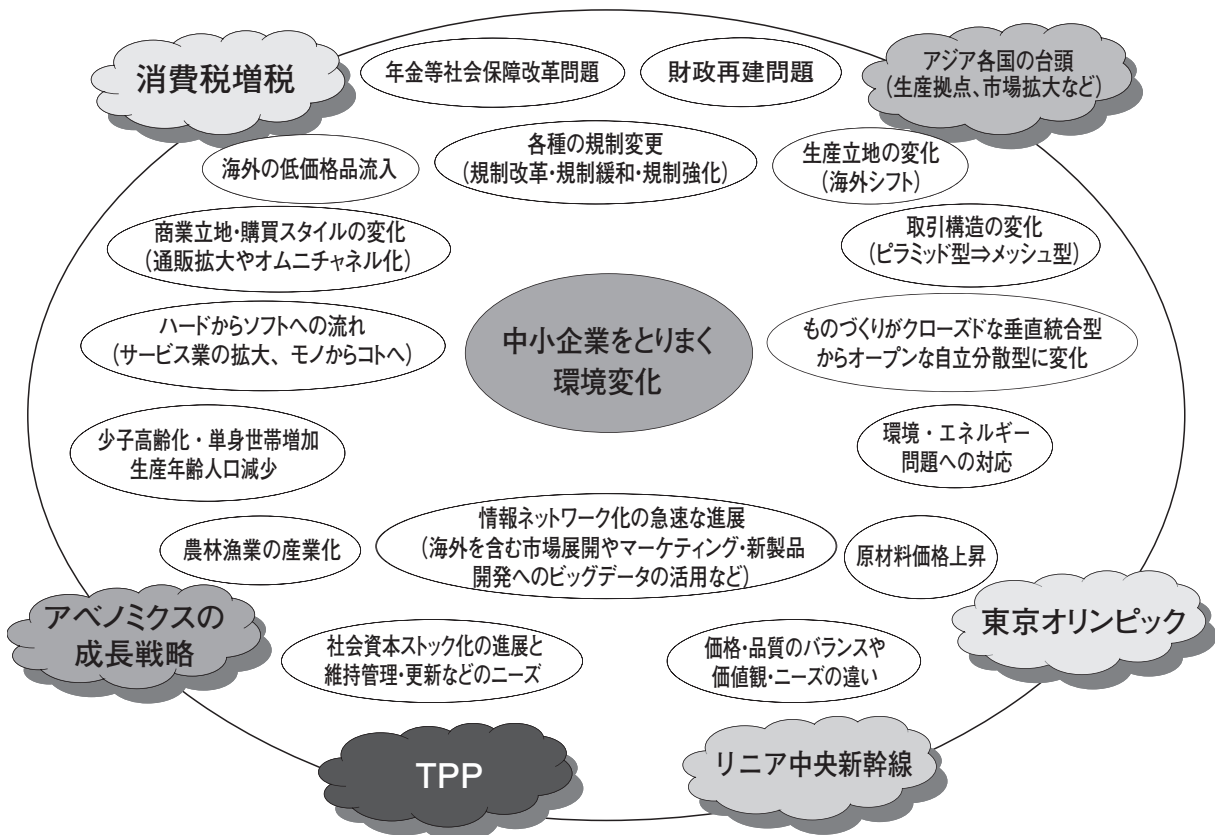 消費税増税
年金等社会保障改革問題
財政再建問題
アジア各国の台頭
(生産拠点、市場拡大など)
海外の低価格品流入
各種の規制変更
(規制改革・規制緩和・規制強化)
生産立地の変化
(海外シフト)
商業立地・購買スタイルの変化
(通販拡大やオムニチャネル化)
取引構造の変化
(ピラミッド型⇒メッシュ型)
ハードからソフトへの流れ
(サービス業の拡大、モノからコトへ)
中小企業をとりまく
環境変化
ものづくりがクローズドな垂直統合型
からオープンな自立分散型に変化
少子高齢化・単身世帯増加
生産年齢人口減少
環境・エネルギー
問題への対応
農林漁業の産業化
情報ネットワーク化の急速な進展
(海外を含む市場展開やマーケティング・新製品
開発へのビッグデータの活用など)
原材料価格上昇
アベノミクスの
成長戦略
東京オリンピック
社会資本ストック化の進展と
維持管理・更新などのニーズ
価格・品質のバランスや
価値観・ニーズの違い
TPP
リニア中央新幹線